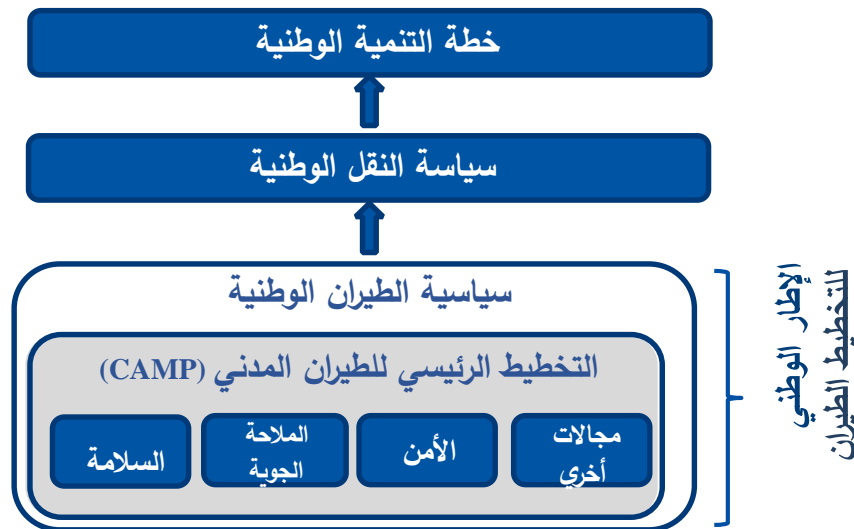 خطة التنمية الوطنية
سياسة النقل الوطنية
سياسية الطيران الوطنية
التخطيط الرئيسي للطيران المدني (CAMP)
مجالات
أخري
الأمن
الملاحة
الجوية
السلامة
الإطار الوطني
للتخطيط الطيران